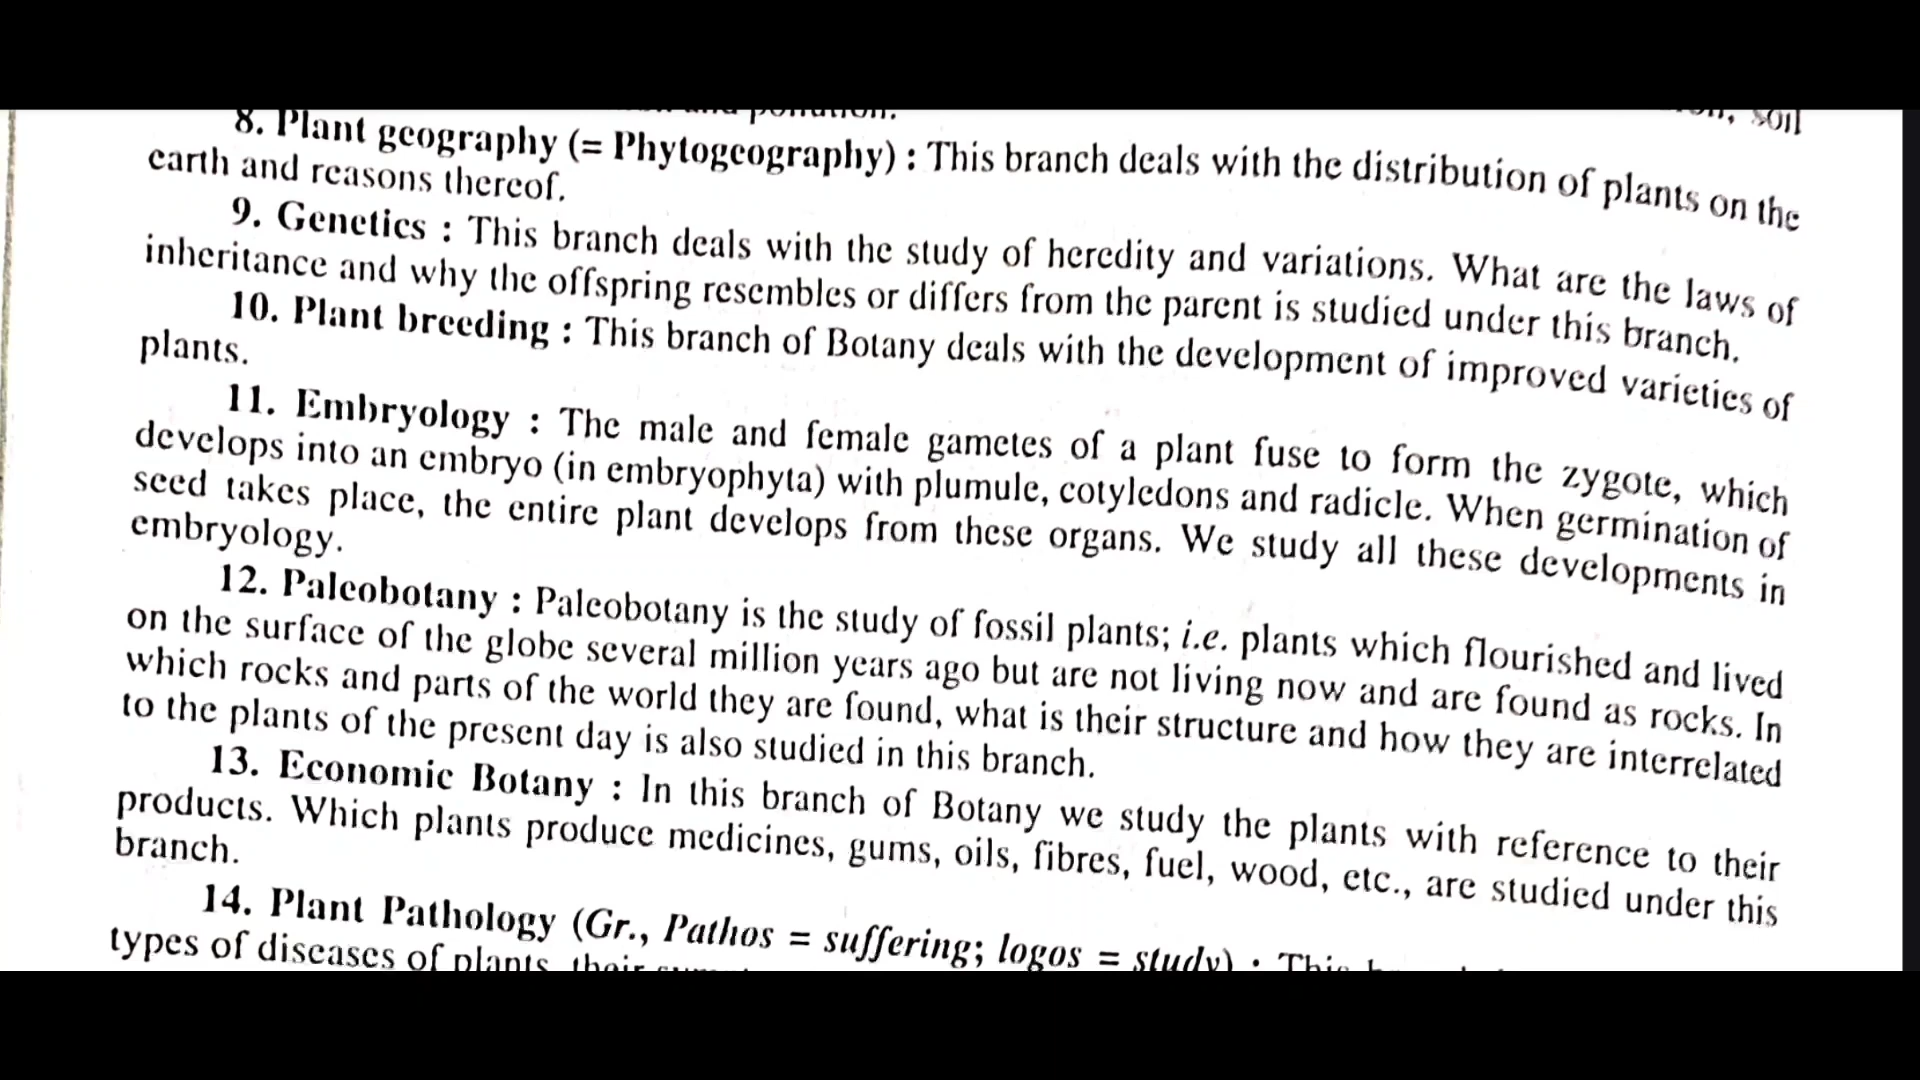 pollution.
soil
8. Plant geography (= Phytogeography) : This branch deals with the distribution of plants on the
earth and reasons thereof.
9. Genetics : This branch deals with the study of heredity and variations. What are the laws of
inheritance and why the offspring resembles or differs from the parent is studied under this branch.
10. Plant breeding : This branch of Botany deals with the development of improved varieties of
plants.
11. Embryology : The male and female gametes of a plant fuse to form the zygote, which
develops into an embryo (in embryophyta) with plumule, cotyledons and radicle. When germination of
seed takes place, the entire plant develops from these organs. We study all these developments in
embryology.
12. Paleobotany : Paleobotany is the study of fossil plants; i.e. plants which flourished and lived
on the surface of the globe several million years ago but are not living now and are found as rocks. In
which rocks and parts of the world they are found, what is their structure and how they are interrelated
to the plants of the present day is also studied in this branch.
13. Economic Botany : In this branch of Botany we study the plants with reference to their
products. Which plants produce medicines, gums, oils, fibres, fuel, wood, etc., are studied under this
branch.
14. Plant Pathology (Gr., Pathos = suffering; logos = study) : This
types of diseases of plants, their